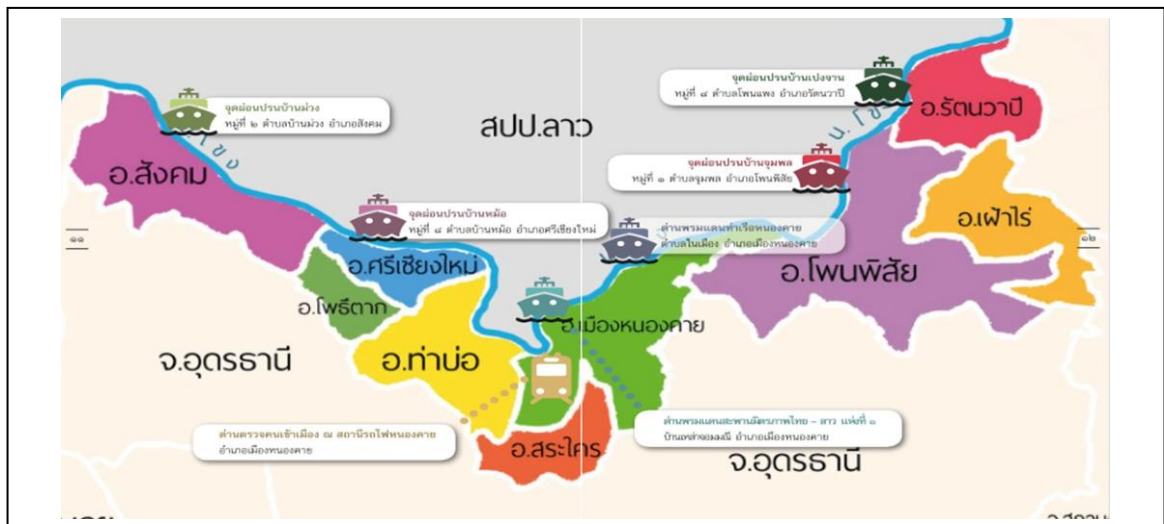 จุดผ่อนปรนบ้านม่วง
หมู่ที่ ๒ ตำบลบ้านม่วง อำเภอสังคม
โขง
อ.สังคม
๑๑
สปป.ลาว
จุดผ่อนปรนบ้านเปงจาน
หมู่ที่ ๘ ตำบลโพนแพง อำเภอรัตนวาปี
น. โขง
อ.รัตนวาปี
จุดผ่อนปรนบ้านจุมพล
หมู่ที่ ๑ ตำบลจุมพล อำเภอโพนพิสัย
จุดผ่อนปรนบ้านหม้อ
หมู่ที่ ๘ ตำบลบ้านหม้อ อำเภอศรีเชียงใหม่
ด่านพรมแดนท่าเรือหนองคาย
ตำบลในเมือง อำเภอเมืองหนองคาย
อ.เฝ้าไร่
๑๒
อ.ศรีเชียงใหม่
อ.โพนพิสัย
อ.โพธิ์ตาก
อ.เมืองหนองคาย
จ.อุดรธานี
อ.ท่าบ่อ
ด่านตรวจคนเข้าเมือง ณ สถานีรถไฟหนองคาย
อำเภอเมืองหนองคาย
ด่านพรมแดนสะพานมิตรภาพไทย – ลาว แห่งที่ ๑
บ้านเหล่าจอมมณี อำเภอเมืองหนองคาย
อ.สระใคร
จ.อุดรธานี